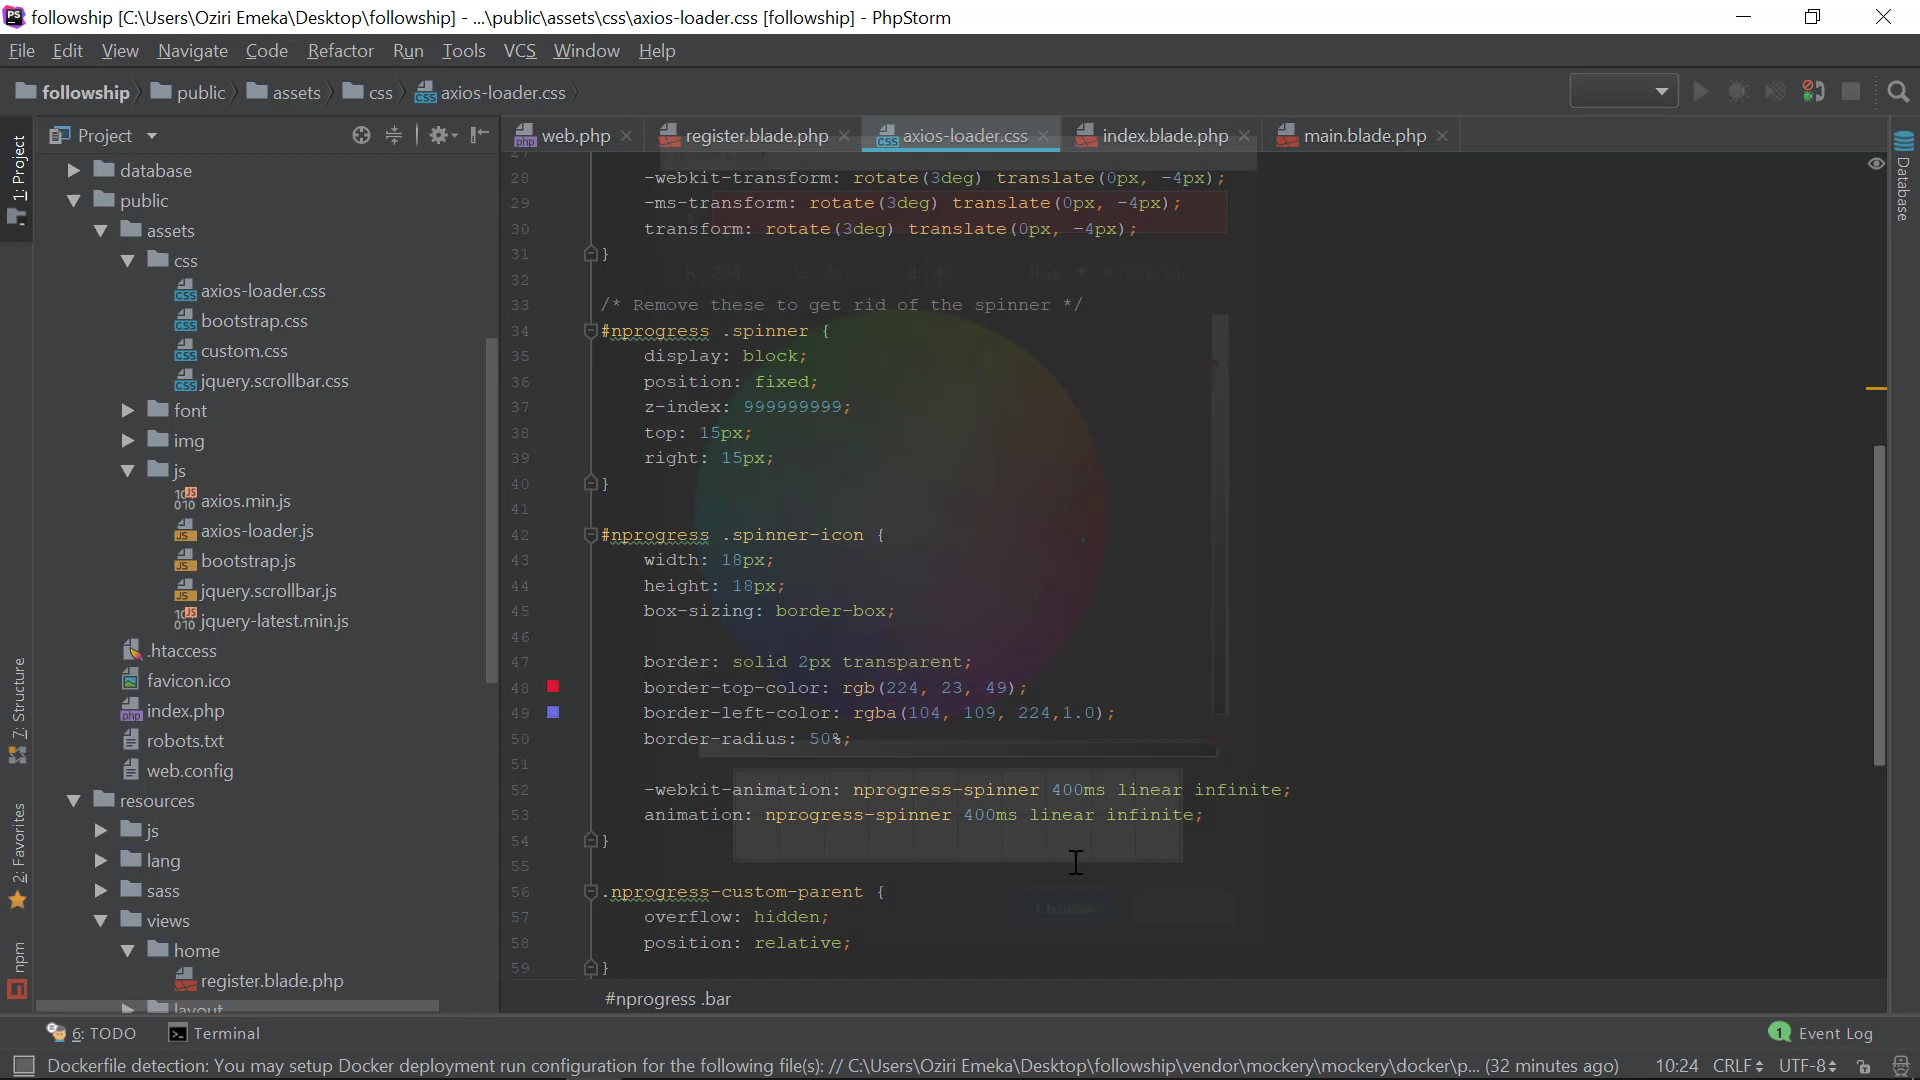 followship [C:\Users\Oziri Emeka\Desktop\followship] - ...\public\assets\css\axios-loader.css [followship] - PhpStorm
File Edit View Navigate Code Refactor Run Tools VCS Window Help
followship public assets css axios-loader.css
Project
web.php register.blade.php axios-loader.css index.blade.php main.blade.php
1: Project
7: Structure
2: Favorites
npm
database
public
assets
css
axios-loader.css
bootstrap.css
custom.css
jquery.scrollbar.css
font
img
js
axios.min.js
axios-loader.js
bootstrap.js
jquery.scrollbar.js
jquery-latest.min.js
.htaccess
favicon.ico
index.php
robots.txt
web.config
resources
js
lang
sass
views
home
register.blade.php
layout
27
28 -webkit-transform: rotate(3deg) translate(0px, -4px);
29 -ms-transform: rotate(3deg) translate(0px, -4px);
30 transform: rotate(3deg) translate(0px, -4px);
31 }
32
33 /* Remove these to get rid of the spinner */
34 #nprogress .spinner {
35 display: block;
36 position: fixed;
37 z-index: 999999999;
38 top: 15px;
39 right: 15px;
40 }
41
42 #nprogress .spinner-icon {
43 width: 18px;
44 height: 18px;
45 box-sizing: border-box;
46
47 border: solid 2px transparent;
48 border-top-color: rgb(224, 23, 49);
49 border-left-color: rgba(104, 109, 224,1.0);
50 border-radius: 50%;
51
52 -webkit-animation: nprogress-spinner 400ms linear infinite;
53 animation: nprogress-spinner 400ms linear infinite;
54 }
55
56 .nprogress-custom-parent {
57 overflow: hidden;
58 position: relative;
59 }
Choose
#nprogress .bar
Database
6: TODO Terminal
1 Event Log
Dockerfile detection: You may setup Docker deployment run configuration for the following file(s): // C:\Users\Oziri Emeka\Desktop\followship\vendor\mockery\mockery\docker\p... (32 minutes ago) 10:24 CRLF UTF-8